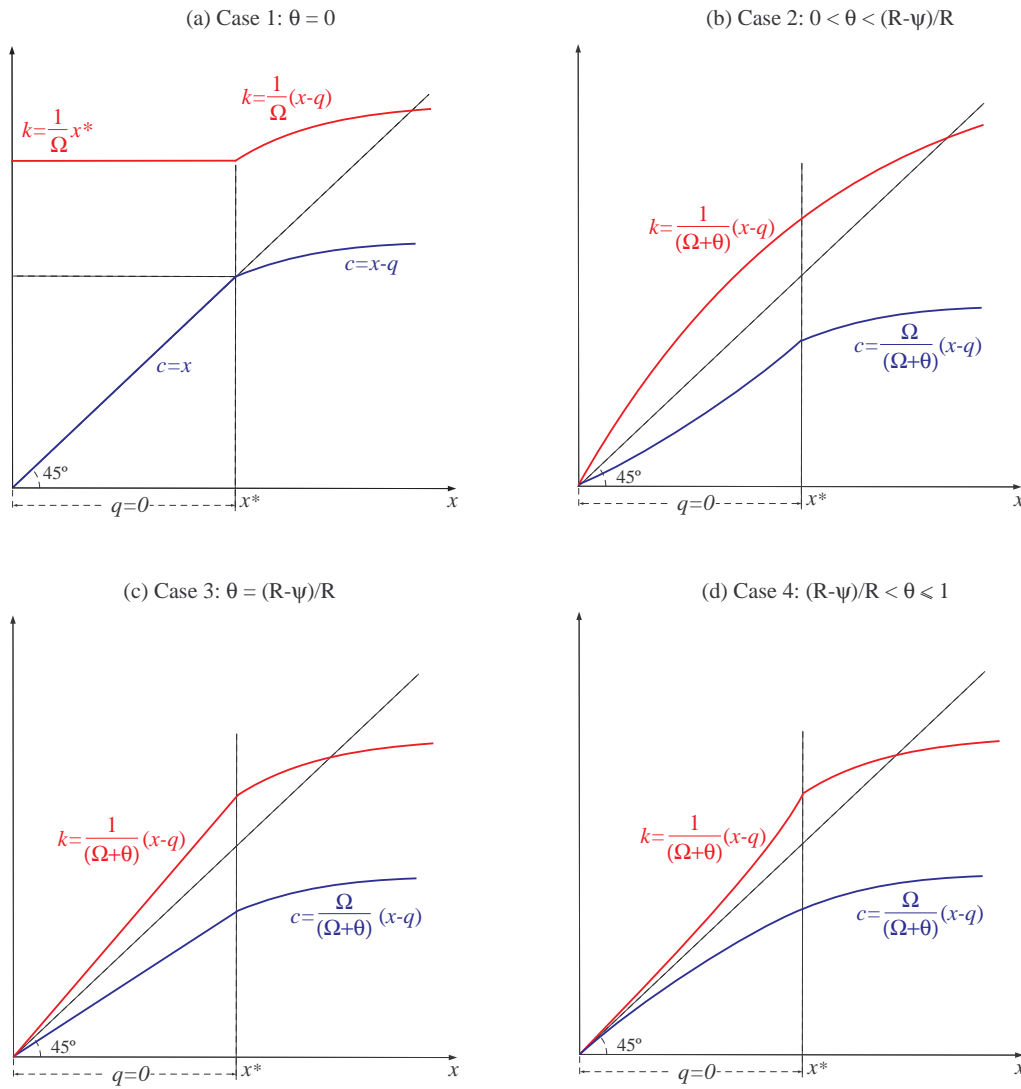 (a) Case 1: θ = 0
k=1/Ω(x-q)
k=1/Ω x*
c=x-q
c=x
45º
q=0
x*
x
(b) Case 2: 0 < θ < (R-ψ)/R
k=1/(Ω+θ)(x-q)
c=Ω/(Ω+θ)(x-q)
45º
q=0
x*
x
(c) Case 3: θ = (R-ψ)/R
k=1/(Ω+θ)(x-q)
c=Ω/(Ω+θ)(x-q)
45º
q=0
x*
x
(d) Case 4: (R-ψ)/R < θ ⩽ 1
k=1/(Ω+θ)(x-q)
c=Ω/(Ω+θ)(x-q)
45º
q=0
x*
x